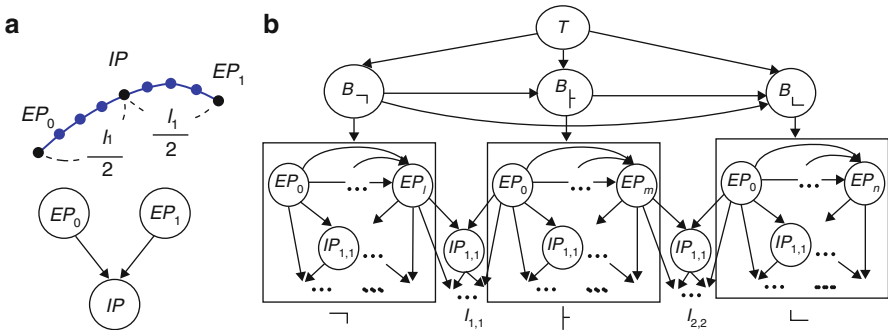 a
IP
EP0
EP1
l1
2
l1
2
EP0
EP1
IP
b
T
B¬
B├
B∟
EP0
...
EPl
EP0
...
EPm
EP0
...
EPn
IP1,1
...
IP1,1
IP1,1
...
IP1,1
IP1,1
...
...
...
...
...
...
...
...
...
¬
I1,1
├
I2,2
∟